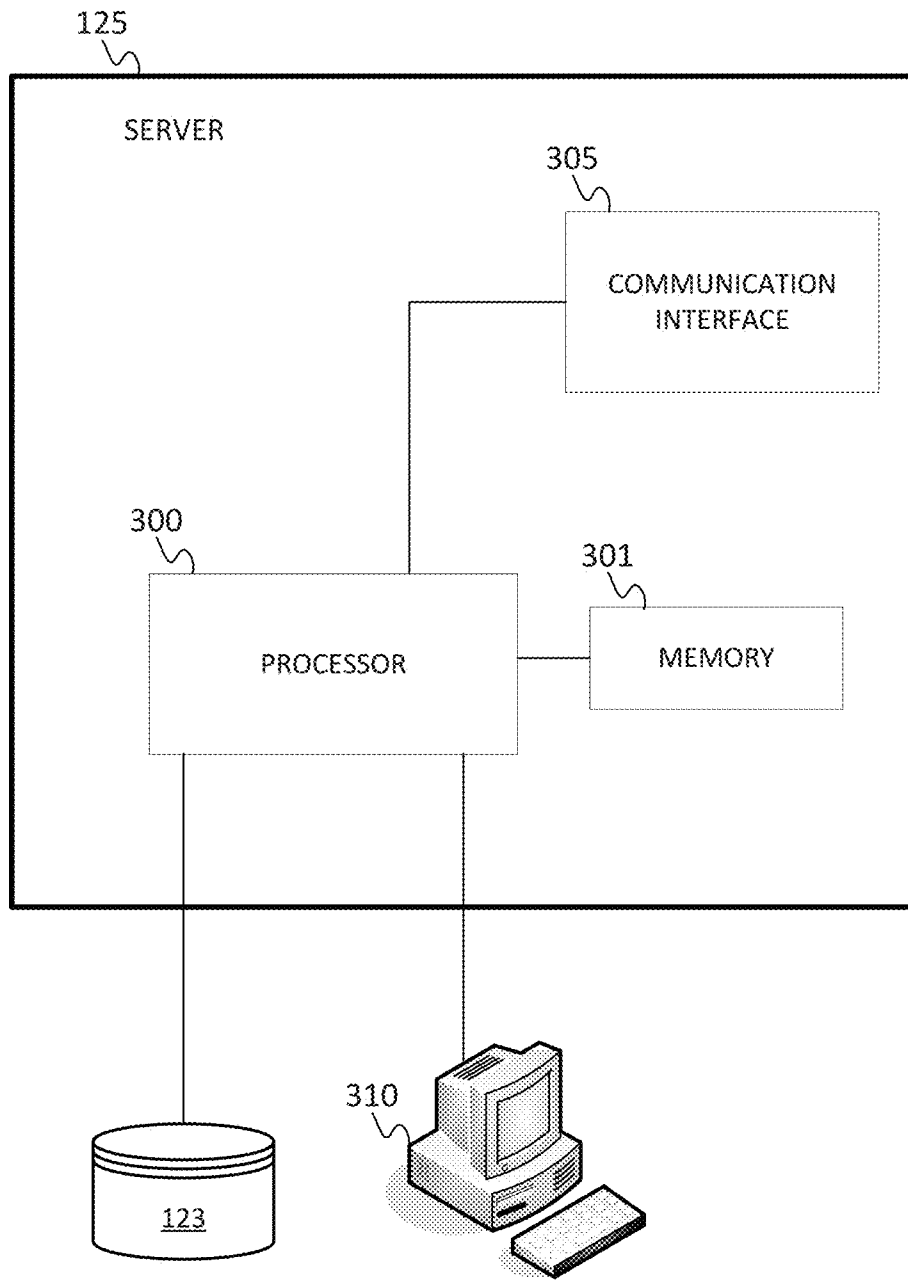 125
SERVER
305
COMMUNICATION
INTERFACE
300
301
PROCESSOR
MEMORY
310
123